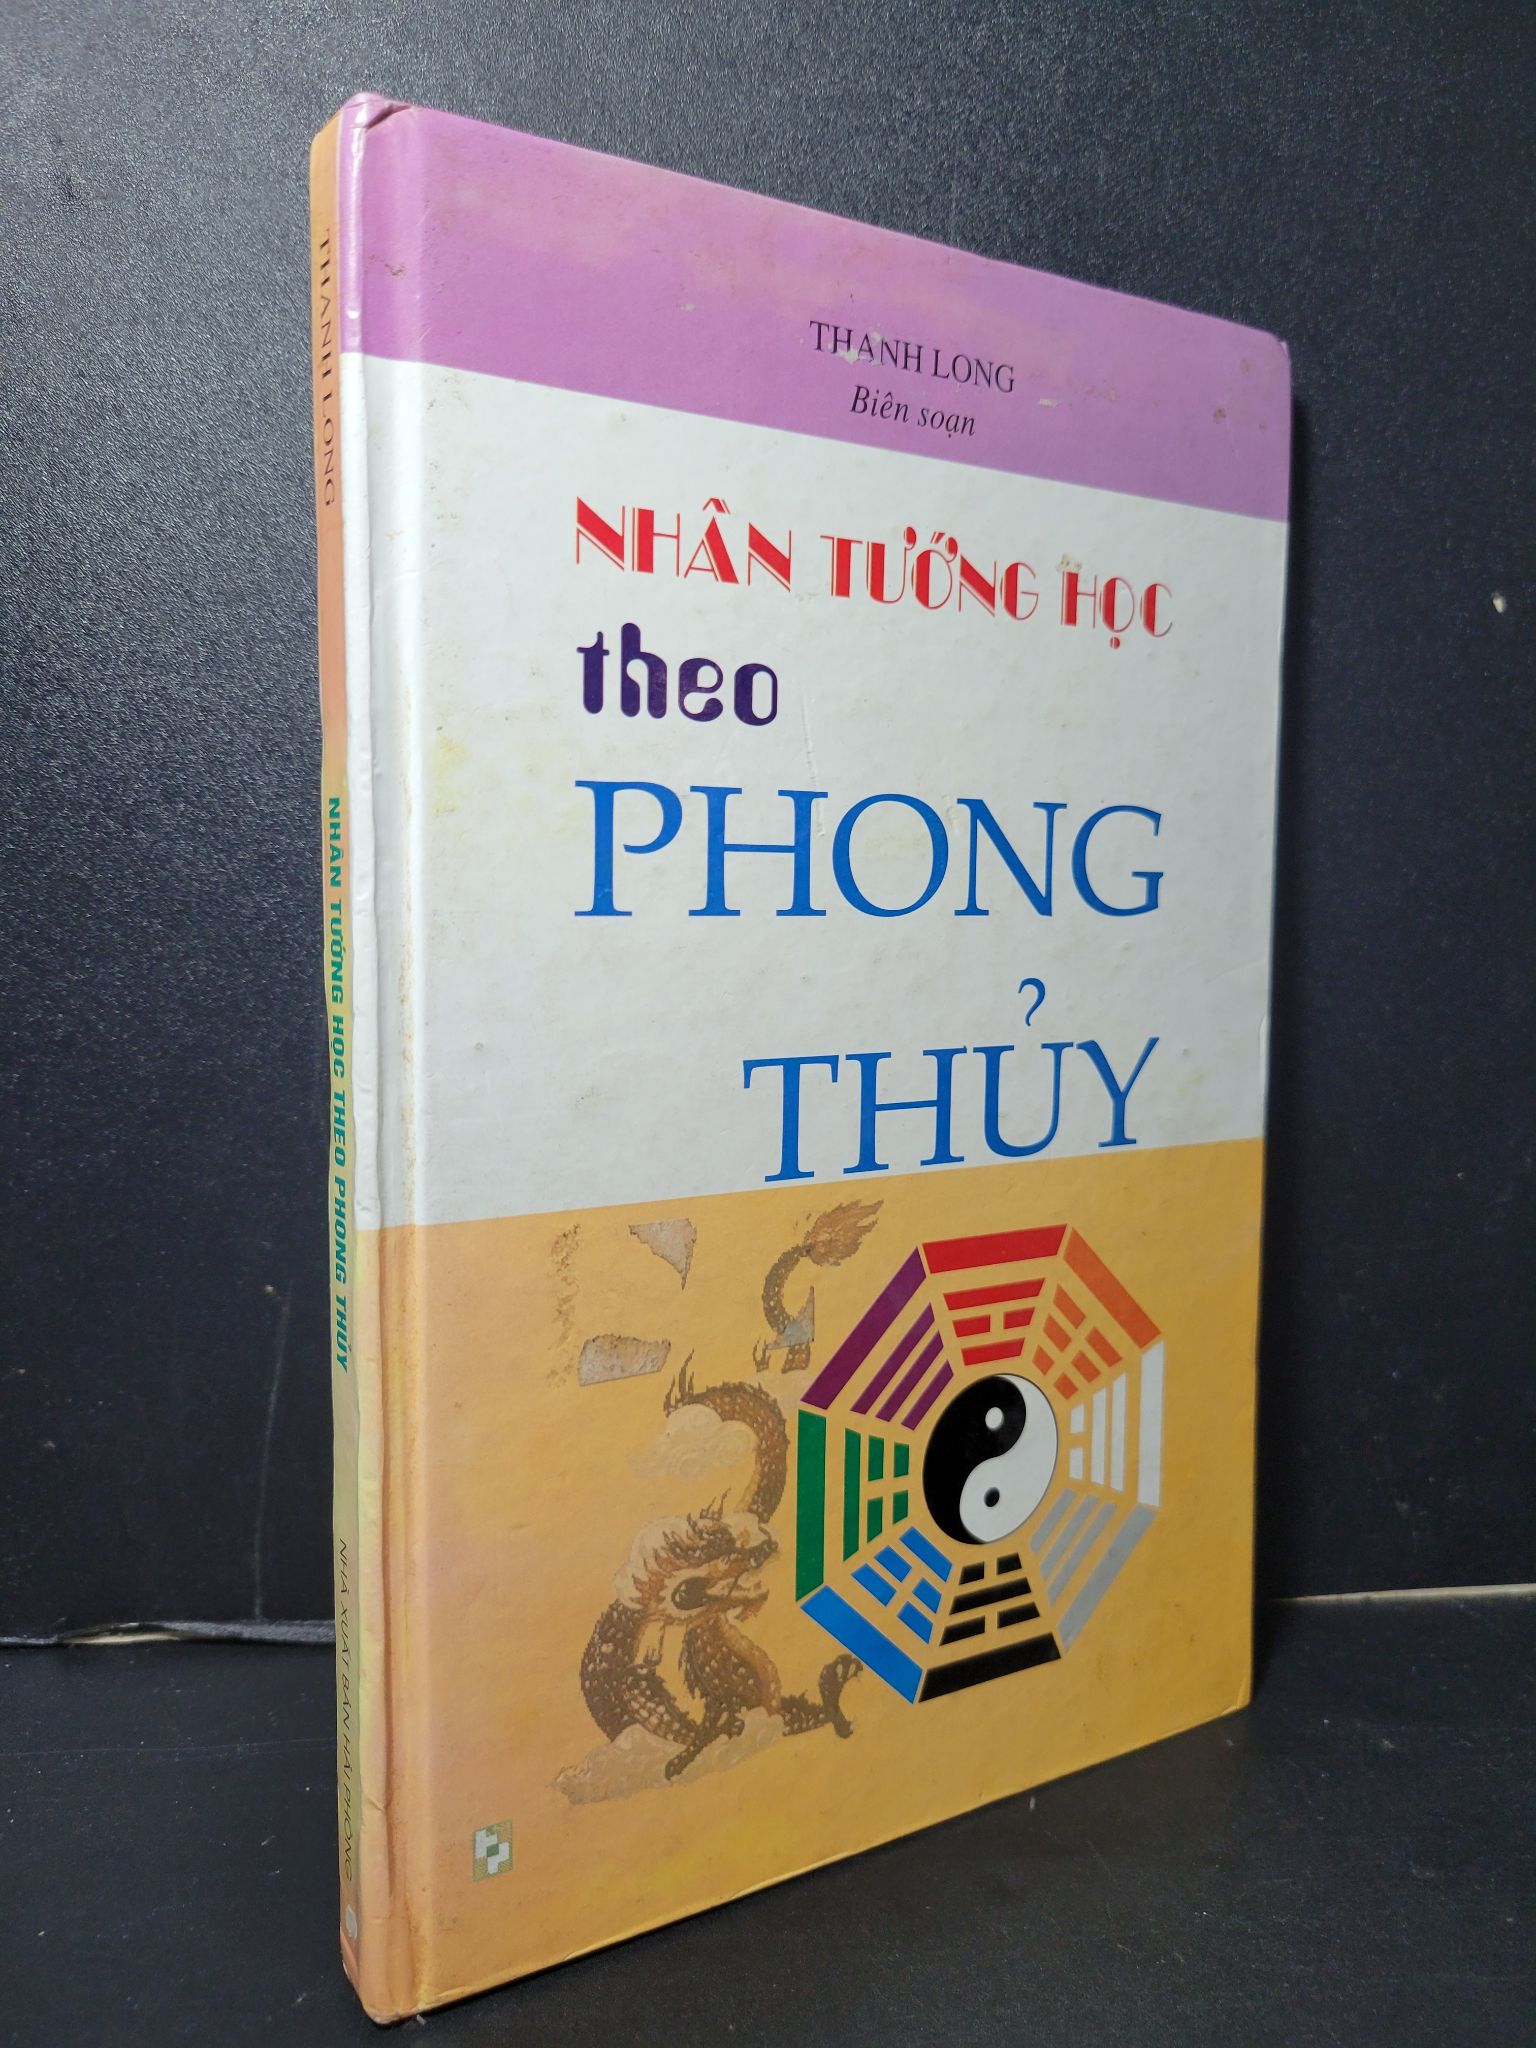 THANH LONG
Biên soạn
NHÂN TƯỚNG HỌC
theo
PHONG
THỦY
THANH LONG
NHÂN TƯỚNG HỌC THEO PHONG THỦY
NHÀ XUẤT BẢN HẢI PHÒNG